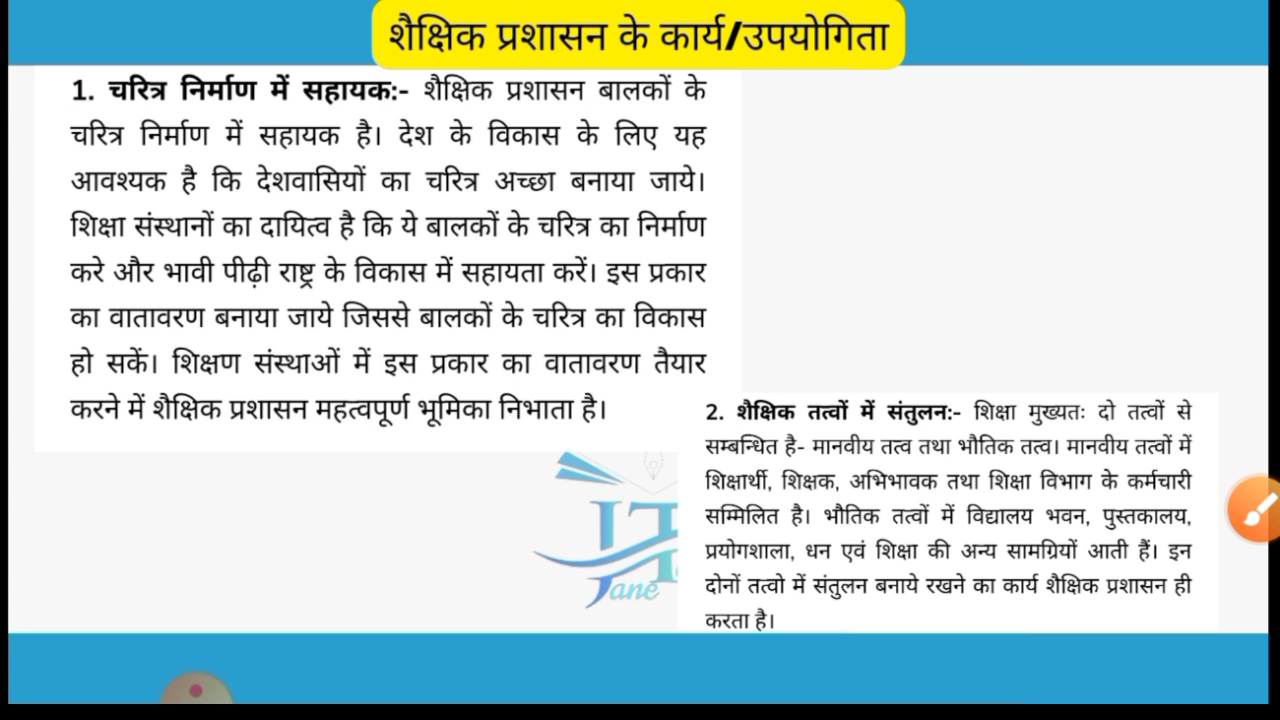 शैक्षिक प्रशासन के कार्य/उपयोगिता
1. चरित्र निर्माण में सहायक:- शैक्षिक प्रशासन बालकों के
चरित्र निर्माण में सहायक है। देश के विकास के लिए यह
आवश्यक है कि देशवासियों का चरित्र अच्छा बनाया जाये।
शिक्षा संस्थानों का दायित्व है कि ये बालकों के चरित्र का निर्माण
करे और भावी पीढ़ी राष्ट्र के विकास में सहायता करें। इस प्रकार
का वातावरण बनाया जाये जिससे बालकों के चरित्र का विकास
हो सकें। शिक्षण संस्थाओं में इस प्रकार का वातावरण तैयार
करने में शैक्षिक प्रशासन महत्वपूर्ण भूमिका निभाता है।
2. शैक्षिक तत्वों में संतुलन:- शिक्षा मुख्यतः दो तत्वों से
सम्बन्धित है- मानवीय तत्व तथा भौतिक तत्व। मानवीय तत्वों में
शिक्षार्थी, शिक्षक, अभिभावक तथा शिक्षा विभाग के कर्मचारी
सम्मिलित है। भौतिक तत्वों में विद्यालय भवन, पुस्तकालय,
प्रयोगशाला, धन एवं शिक्षा की अन्य सामग्रियों आती हैं। इन
दोनों तत्वो में संतुलन बनाये रखने का कार्य शैक्षिक प्रशासन ही
करता है।
Jane